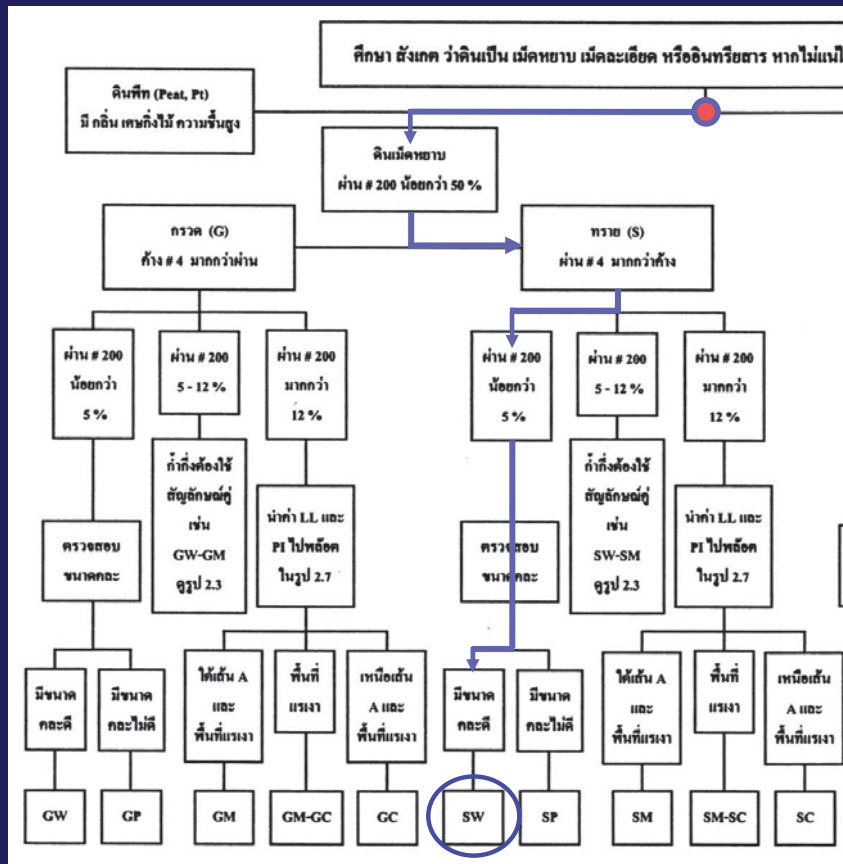 ศึกษา สังเกต ว่าดินเป็น เม็ดหยาบ เม็ดละเอียด หรืออินทรียสาร หากไม่แน่ใ
ดินพีท (Peat, Pt)
มี กลิ่น เศษกิ่งไม้ ความชื้นสูง
ดินเม็ดหยาบ
ผ่าน # 200 น้อยกว่า 50 %
กรวด (G)
ค้าง # 4 มากกว่าผ่าน
ทราย (S)
ผ่าน # 4 มากกว่าค้าง
ผ่าน # 200
น้อยกว่า
5 %
ผ่าน # 200
5 - 12 %
ผ่าน # 200
มากกว่า
12 %
ผ่าน # 200
น้อยกว่า
5 %
ผ่าน # 200
5 - 12 %
ผ่าน # 200
มากกว่า
12 %
ตรวจสอบ
ขนาดคละ
ก้ำกึ่งต้องใช้
สัญลักษณ์คู่
เช่น
GW-GM
ดูรูป 2.3
นำค่า LL และ
PI ไปพล๊อต
ในรูป 2.7
ตรวจสอบ
ขนาดคละ
ก้ำกึ่งต้องใช้
สัญลักษณ์คู่
เช่น
SW-SM
ดูรูป 2.3
นำค่า LL และ
PI ไปพล๊อต
ในรูป 2.7
มีขนาด
คละดี
มีขนาด
คละไม่ดี
ใต้เส้น A
และ
พื้นที่แรเงา
พื้นที่
แรเงา
เหนือเส้น
A และ
พื้นที่แรเงา
มีขนาด
คละดี
มีขนาด
คละไม่ดี
ใต้เส้น A
และ
พื้นที่แรเงา
พื้นที่
แรเงา
เหนือเส้น
A และ
พื้นที่แรเงา
GW
GP
GM
GM-GC
GC
SW
SP
SM
SM-SC
SC